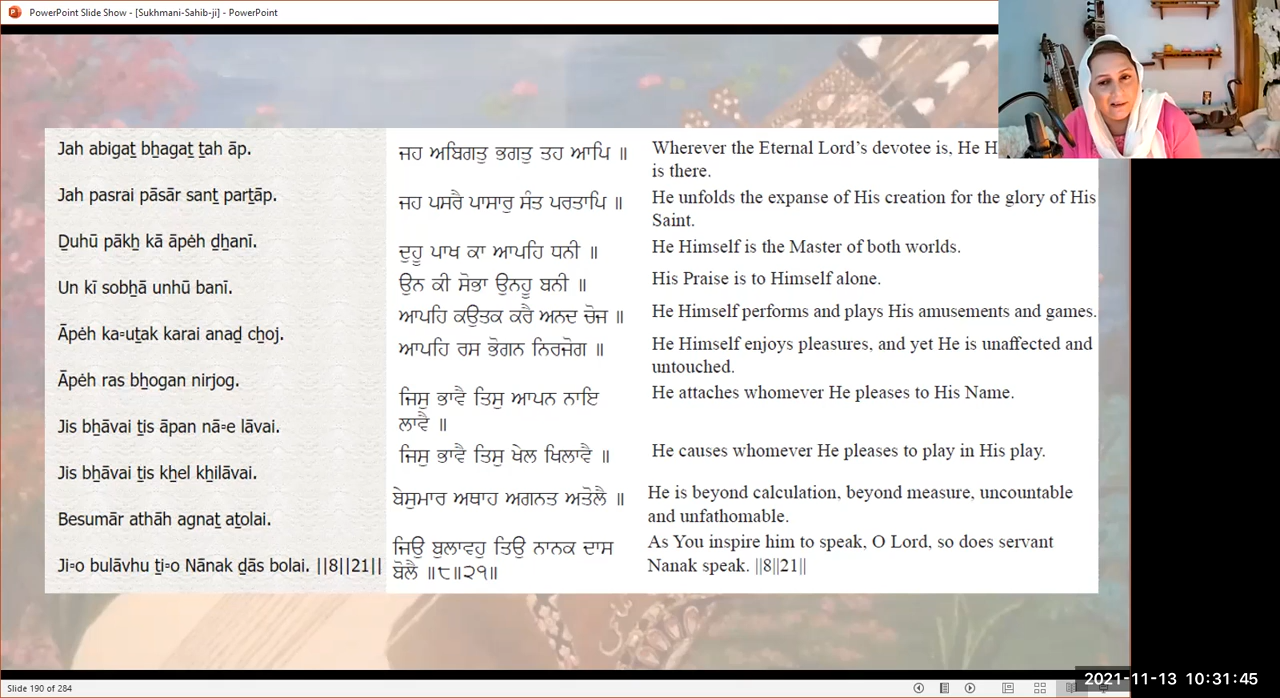 PowerPoint Slide Show - [Sukhmani-Sahib-ji] - PowerPoint
Jah abigaṯ bẖagaṯ ṯah āp.
Jah pasrai pāsār sanṯ parṯāp.
Ḏuhū pākẖ kā āpėh ḏẖanī.
Un kī sobẖā unhū banī.
Āpėh ka▫uṯak karai anaḏ cẖoj.
Āpėh ras bẖogan nirjog.
Jis bẖāvai ṯis āpan nā▫e lāvai.
Jis bẖāvai ṯis kẖel kẖilāvai.
Besumār athāh agnaṯ aṯolai.
Ji▫o bulāvhu ṯi▫o Nānak ḏās bolai. ||8||21||
ਜਹ ਅਬਿਗਤੁ ਭਗਤੁ ਤਹ ਆਪਿ ॥
ਜਹ ਪਸਰੈ ਪਾਸਾਰੁ ਸੰਤ ਪਰਤਾਪਿ ॥
ਦੁਹੂ ਪਾਖ ਕਾ ਆਪਹਿ ਧਨੀ ॥
ਉਨ ਕੀ ਸੋਭਾ ਉਨਹੂ ਬਨੀ ॥
ਆਪਹਿ ਕਉਤਕ ਕਰੈ ਅਨਦ ਚੋਜ ॥
ਆਪਹਿ ਰਸ ਭੋਗਨ ਨਿਰਜੋਗ ॥
ਜਿਸੁ ਭਾਵੈ ਤਿਸੁ ਆਪਨ ਨਾਇ
ਲਾਵੈ ॥
ਜਿਸੁ ਭਾਵੈ ਤਿਸੁ ਖੇਲ ਖਿਲਾਵੈ ॥
ਬੇਸੁਮਾਰ ਅਥਾਹ ਅਗਨਤ ਅਤੋਲੈ ॥
ਜਿਉ ਬੁਲਾਵਹੁ ਤਿਉ ਨਾਨਕ ਦਾਸ
ਬੋਲੈ ॥੮॥੨੧॥
Wherever the Eternal Lord’s devotee is, He
is there.
He unfolds the expanse of His creation for the glory of His
Saint.
He Himself is the Master of both worlds.
His Praise is to Himself alone.
He Himself performs and plays His amusements and games.
He Himself enjoys pleasures, and yet He is unaffected and
untouched.
He attaches whomever He pleases to His Name.
He causes whomever He pleases to play in His play.
He is beyond calculation, beyond measure, uncountable
and unfathomable.
As You inspire him to speak, O Lord, so does servant
Nanak speak. ||8||21||
Slide 190 of 284
2021-11-13 10:31:45